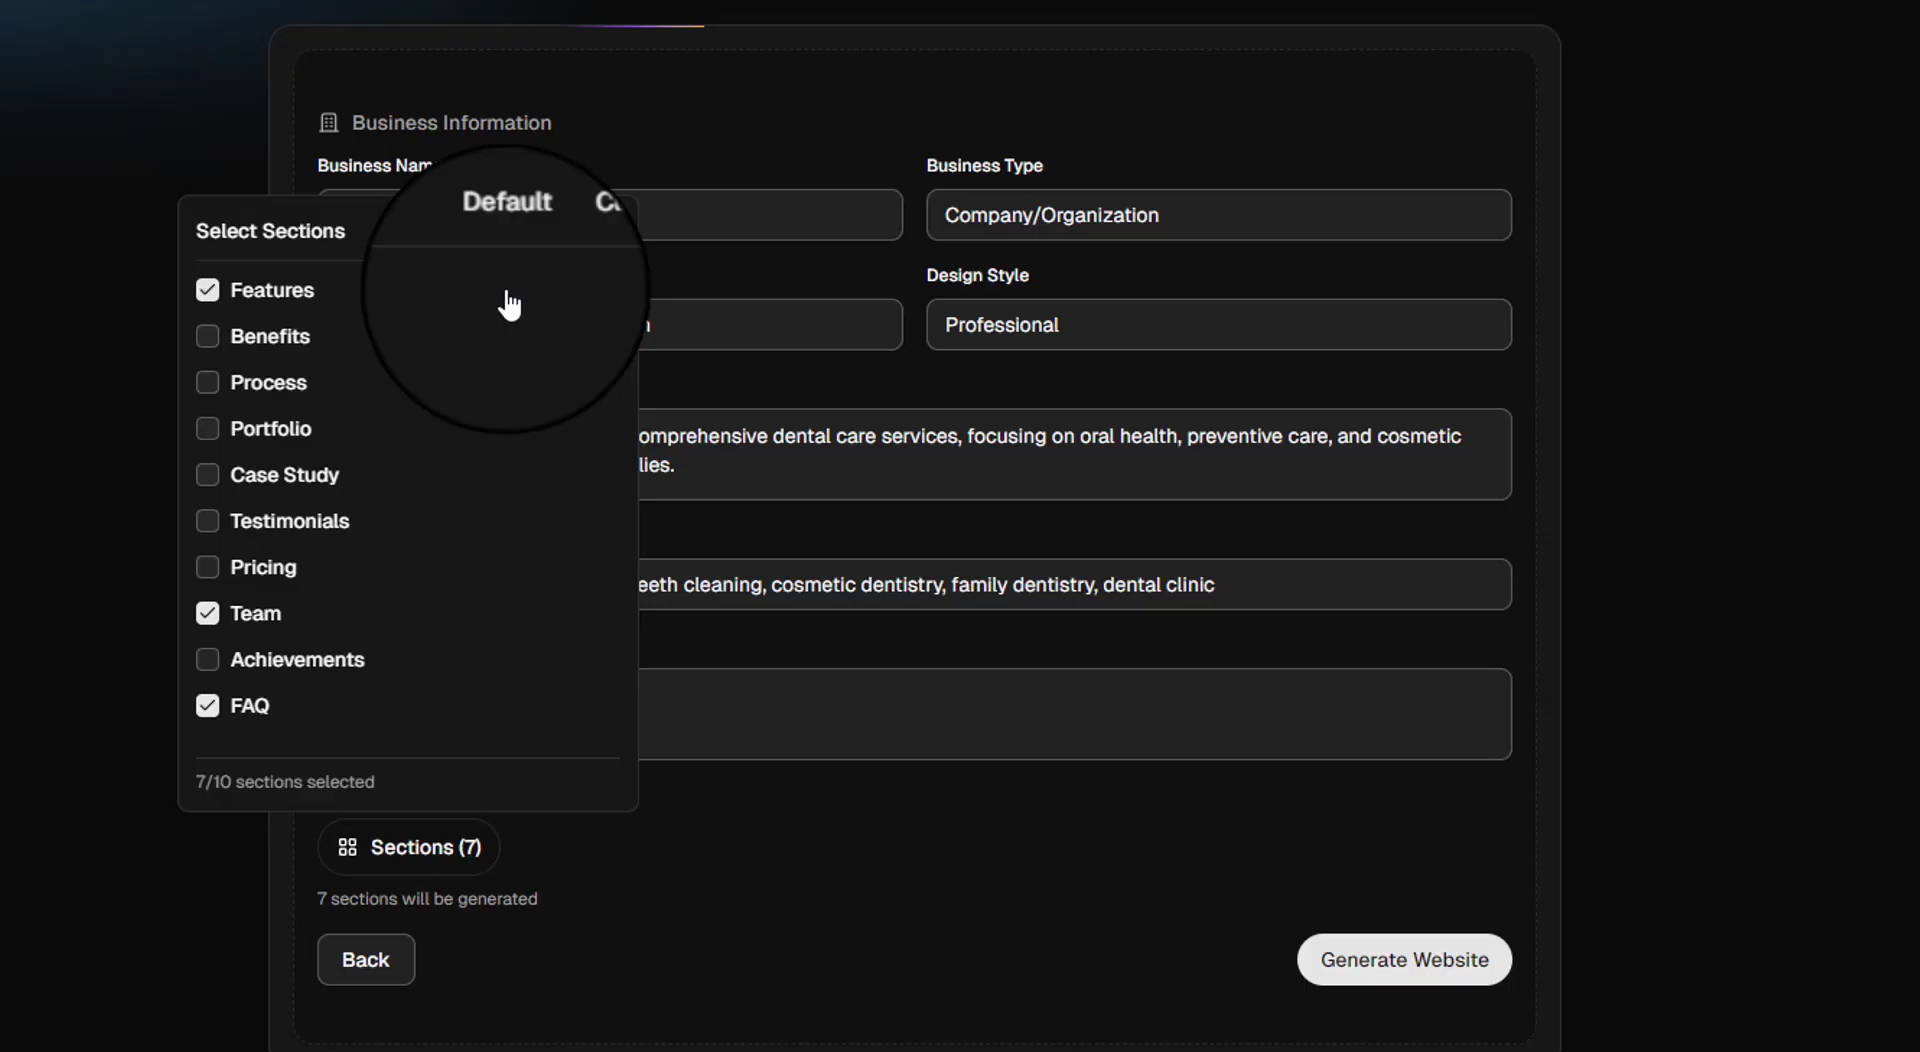 Business Information
Business Nam
Business Type
Default
Company/Organization
Select Sections
Design Style
Features
Professional
Benefits
Process
Portfolio
omprehensive dental care services, focusing on oral health, preventive care, and cosmetic
lies.
Case Study
Testimonials
Pricing
eeth cleaning, cosmetic dentistry, family dentistry, dental clinic
Team
Achievements
FAQ
7/10 sections selected
Sections (7)
7 sections will be generated
Back
Generate Website